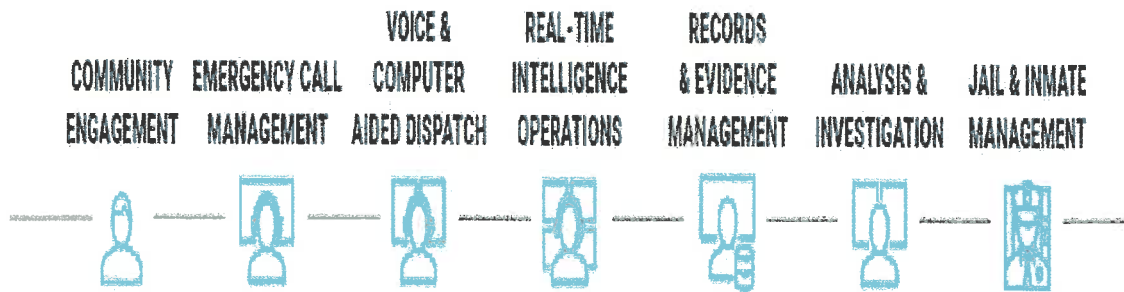 COMMUNITY
ENGAGEMENT
EMERGENCY CALL
MANAGEMENT
VOICE &
COMPUTER
AIDED DISPATCH
REAL-TIME
INTELLIGENCE
OPERATIONS
RECORDS
& EVIDENCE
MANAGEMENT
ANALYSIS &
INVESTIGATION
JAIL & INMATE
MANAGEMENT